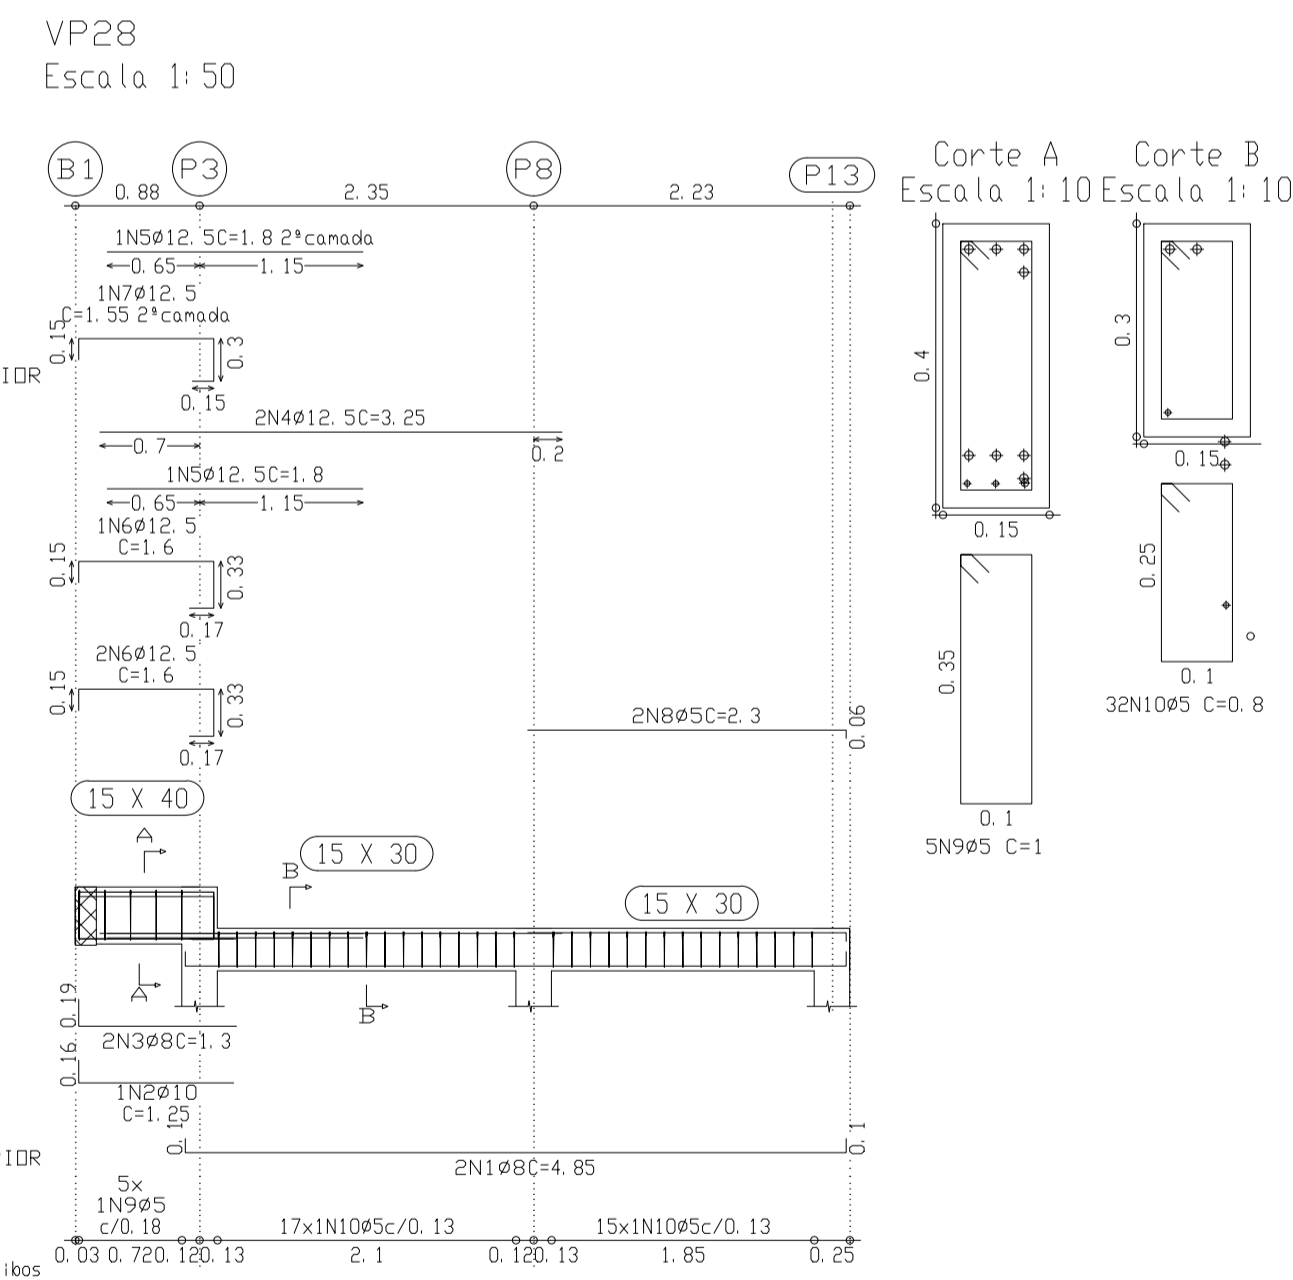 VP28
Escala 1:50
B1
P3
P8
P13
0.88
2.35
2.23
1N5ø12.5C=1.8 2ªcamada
0.65
1.15
1N7ø12.5
C=1.55 2ªcamada
0.15
0.3
0.15
IOR
2N4ø12.5C=3.25
0.7
0.2
1N5ø12.5C=1.8
0.65
1.15
1N6ø12.5
C=1.6
0.15
0.33
0.17
2N6ø12.5
C=1.6
0.15
0.33
0.17
2N8ø5C=2.3
0.06
15 X 40
A
15 X 30
B
15 X 30
A
B
0.19
2N3ø8C=1.3
0.16
1N2ø10
C=1.25
0.1
0.1
2N1ø8C=4.85
IOR
5x
1N9ø5
c/0.18
17x1N10ø5c/0.13
15x1N10ø5c/0.13
0.03
0.72
0.12
0.13
2.1
0.12
0.13
1.85
0.25
ibos
Corte A
Escala 1:10
0.4
0.15
0.35
0.1
5N9ø5 C=1
Corte B
Escala 1:10
0.3
0.15
0.25
0.1
32N10ø5 C=0.8